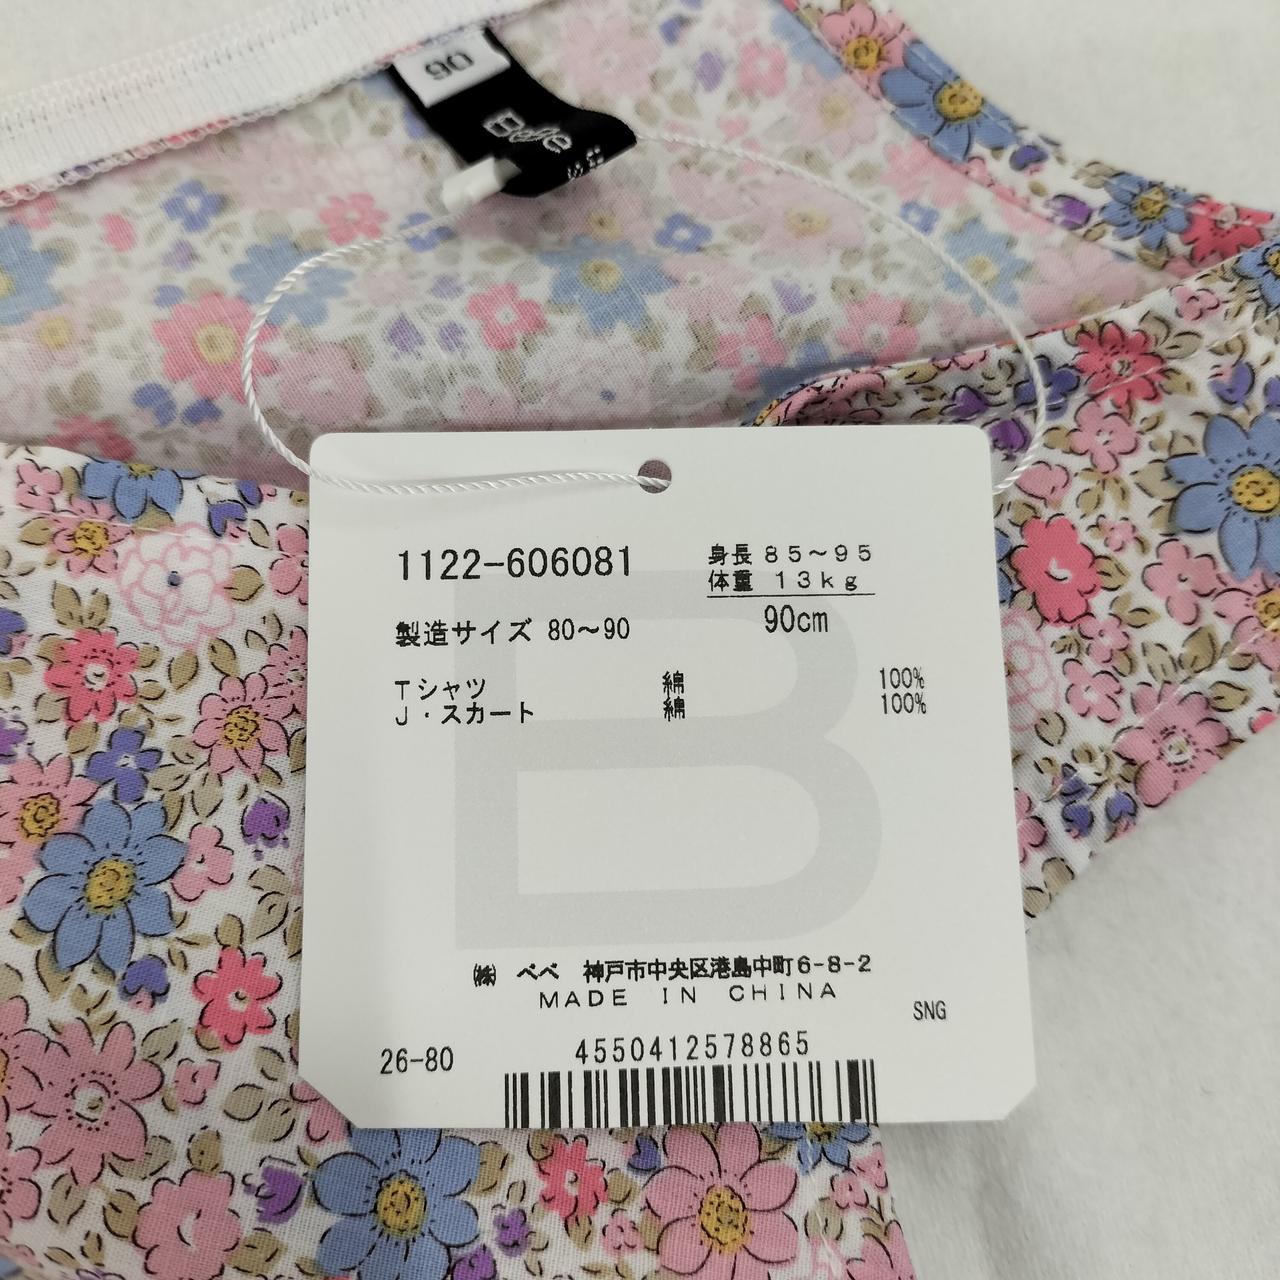 90
BeBe
1122-606081
身長 85～95
体重 13kg
90cm
製造サイズ 80～90
Tシャツ 綿 100%
J・スカート 綿 100%
㈱ べべ 神戸市中央区港島中町6-8-2
MADE IN CHINA
SNG
26-80
4550412578865